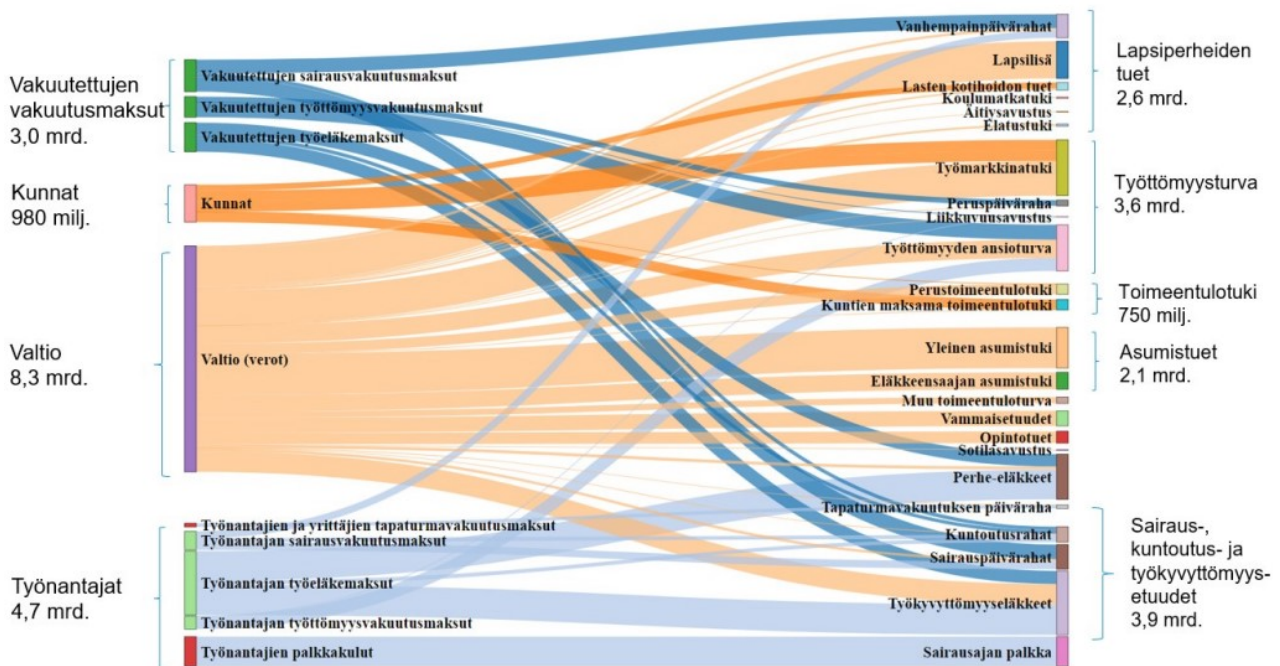 Vakuutettujen
vakuutusmaksut
3,0 mrd.
Kunnat
980 milj.
Valtio
8,3 mrd.
Työnantajat
4,7 mrd.
Vakuutettujen sairausvakuutusmaksut
Vakuutettujen työttömyysvakuutusmaksut
Vakuutettujen työeläkemaksut
Kunnat
Valtio (verot)
Työnantajien ja yrittäjien tapaturmavakuutusmaksut
Työnantajan sairausvakuutusmaksut
Työnantajan työeläkemaksut
Työnantajan työttömyysvakuutusmaksut
Työnantajien palkkakulut
Vanhempainpäivärahat
Lapsilisä
Lasten kotihoidon tuet
Koulumatkatuki
Äitiysavustus
Elatustuki
Työmarkkinatuki
Peruspäiväraha
Liikkuvuusavustus
Työttömyyden ansioturva
Perustoimeentulotuki
Kuntien maksama toimeentulotuki
Yleinen asumistuki
Eläkkeensaajan asumistuki
Muu toimeentuloturva
Vammaisetuudet
Opintotuet
Sotilasavustus
Perhe-eläkkeet
Tapaturmavakuutuksen päiväraha
Kuntoutusrahat
Sairauspäivärahat
Työkyvyttömyyseläkkeet
Sairausajan palkka
Lapsiperheiden
tuet
2,6 mrd.
Työttömyysturva
3,6 mrd.
Toimeentulotuki
750 milj.
Asumistuet
2,1 mrd.
Sairaus-,
kuntoutus- ja
työkyvyttömyys-
etuudet
3,9 mrd.